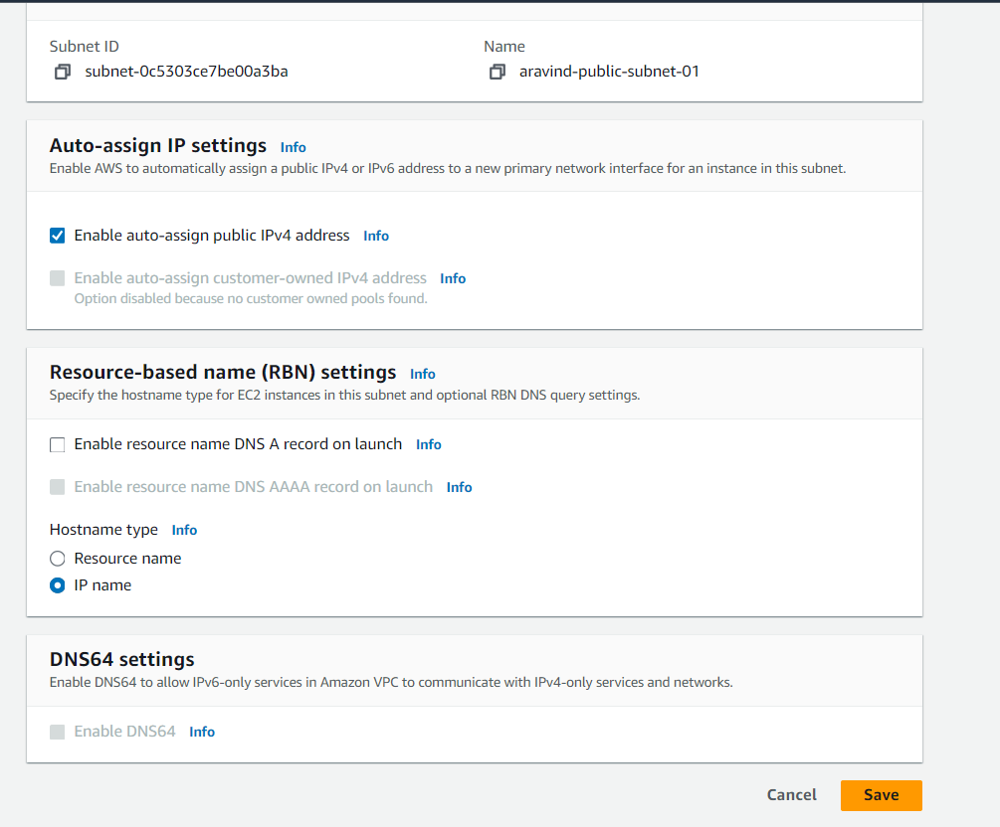 Subnet ID
subnet-0c5303ce7be00a3ba
Name
aravind-public-subnet-01
Auto-assign IP settings Info
Enable AWS to automatically assign a public IPv4 or IPv6 address to a new primary network interface for an instance in this subnet.
Enable auto-assign public IPv4 address Info
Enable auto-assign customer-owned IPv4 address Info
Option disabled because no customer owned pools found.
Resource-based name (RBN) settings Info
Specify the hostname type for EC2 instances in this subnet and optional RBN DNS query settings.
Enable resource name DNS A record on launch Info
Enable resource name DNS AAAA record on launch Info
Hostname type Info
Resource name
IP name
DNS64 settings
Enable DNS64 to allow IPv6-only services in Amazon VPC to communicate with IPv4-only services and networks.
Enable DNS64 Info
Cancel Save